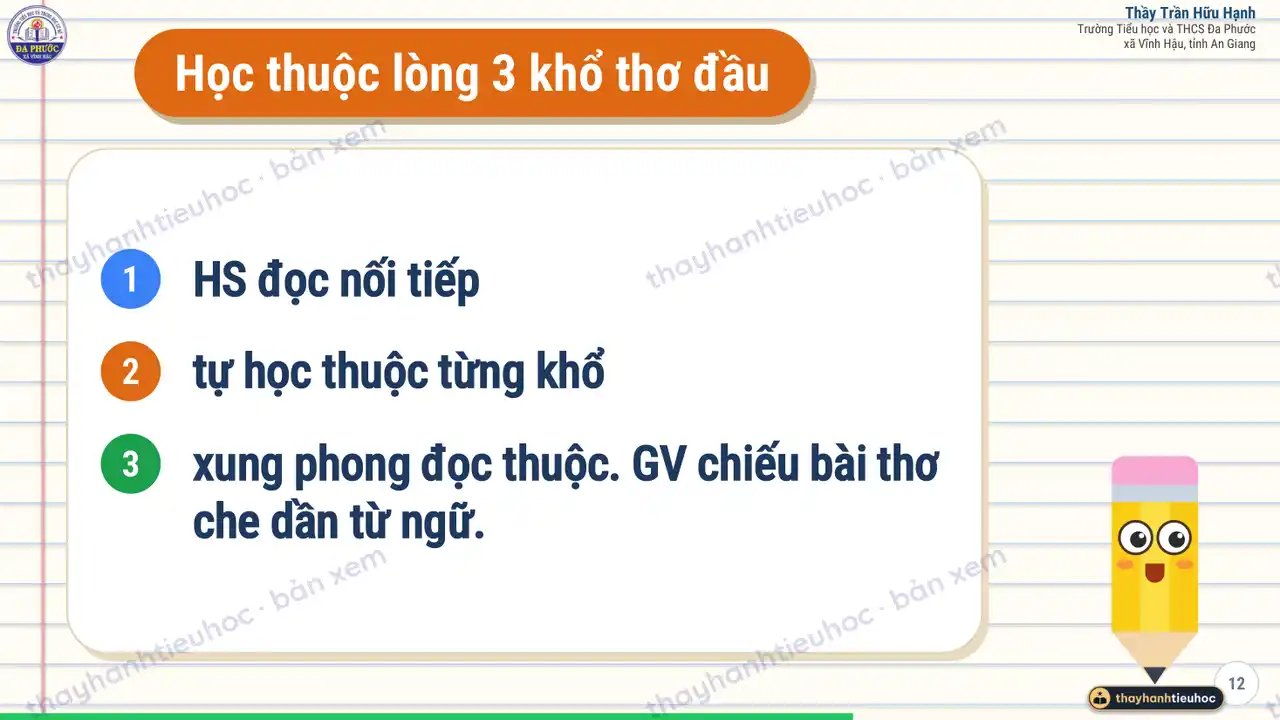 Thầy Trần Hữu Hạnh
Trường Tiểu học và THCS Đa Phước
xã Vĩnh Hậu, tỉnh An Giang
ĐA PHƯỚC
XÃ VĨNH HẬU
Học thuộc lòng 3 khổ thơ đầu
1 HS đọc nối tiếp
2 tự học thuộc từng khổ
3 xung phong đọc thuộc. GV chiếu bài thơ
che dần từ ngữ.
thayhanhtieuhoc · bản xem
thayhanhtieuhoc · bản xem
thayhanhtieuhoc · bản xem
thayhanhtieuhoc · bản xem
thayhanhtieuhoc
12